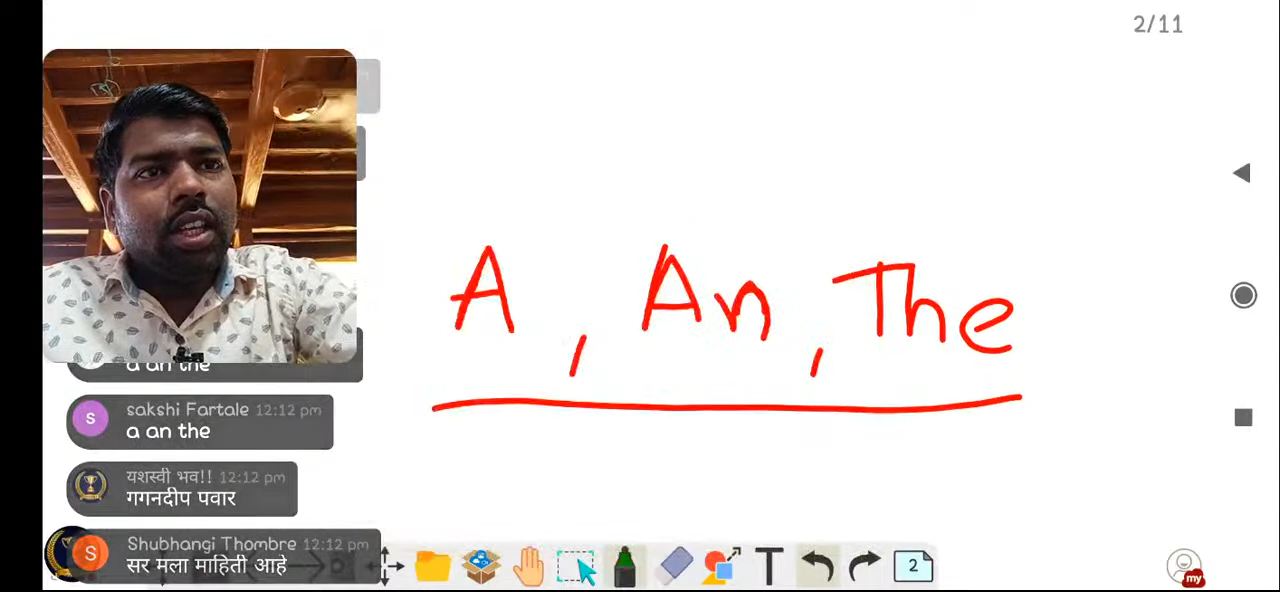 2/11
A, An, The
a an the
sakshi Fartale 12:12 pm
a an the
यशस्वी भव!! 12:12 pm
गगनदीप पवार
Shubhangi Thombre 12:12 pm
सर मला माहिती आहे
T
2
my